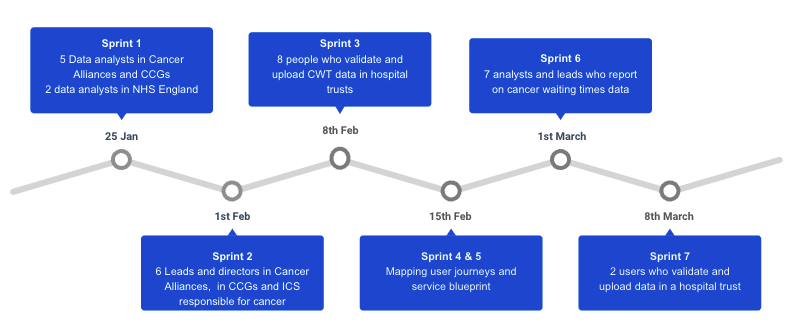 Sprint 1
5 Data analysts in Cancer
Alliances and CCGs
2 data analysts in NHS England
25 Jan
1st Feb
Sprint 2
6 Leads and directors in Cancer
Alliances, in CCGs and ICS
responsible for cancer
Sprint 3
8 people who validate and
upload CWT data in hospital
trusts
8th Feb
15th Feb
Sprint 4 & 5
Mapping user journeys and
service blueprint
Sprint 6
7 analysts and leads who report
on cancer waiting times data
1st March
8th March
Sprint 7
2 users who validate and
upload data in a hospital trust